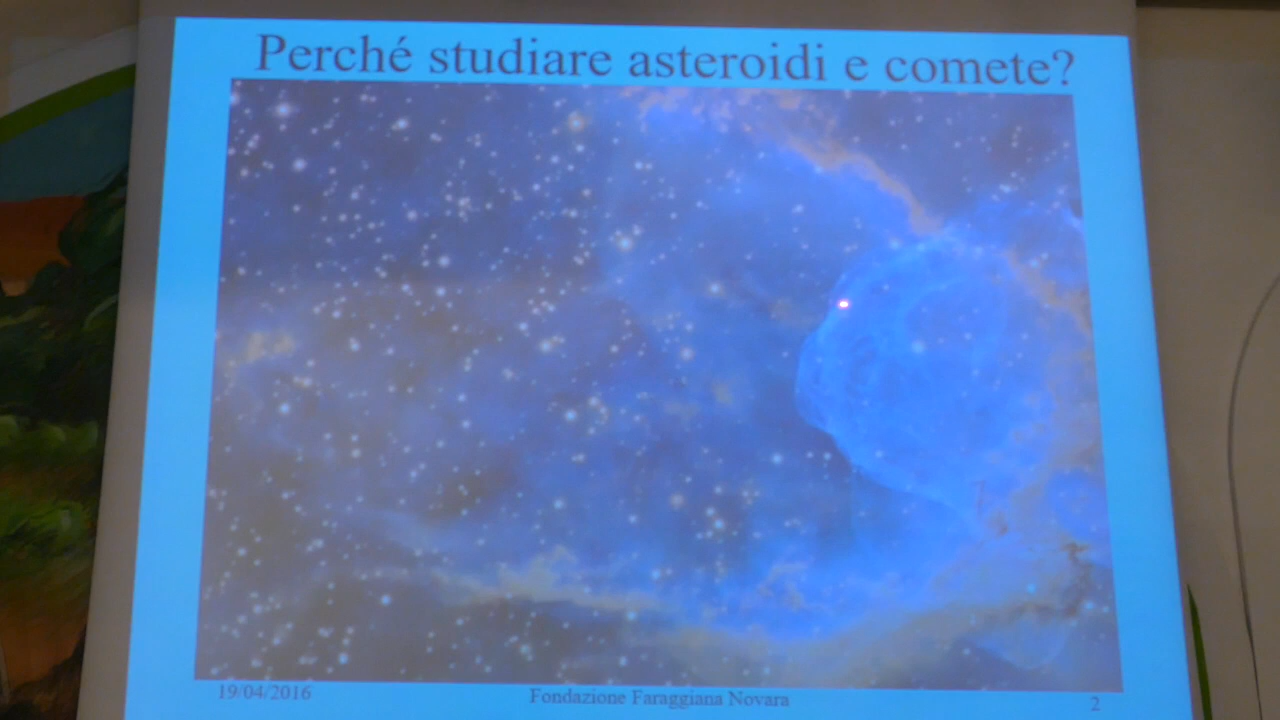 Perché studiare asteroidi e comete?
19/04/2016 Fondazione Faraggiana Novara 2